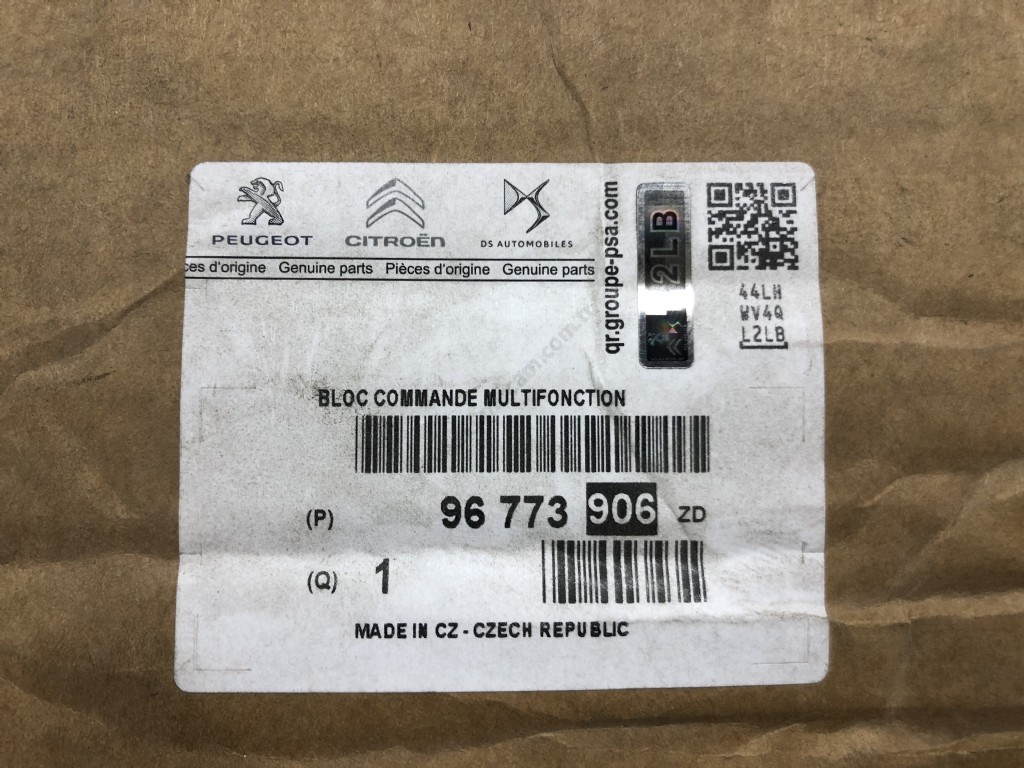 PEUGEOT CITROËN DS AUTOMOBILES
ces d'origine Genuine parts Pièces d'origine Genuine parts
qr.groupe-psa.com
L2LB
44LH
WV4Q
L2LB
BLOC COMMANDE MULTIFONCTION
(P) 96 773 906 ZD
(Q) 1
MADE IN CZ - CZECH REPUBLIC